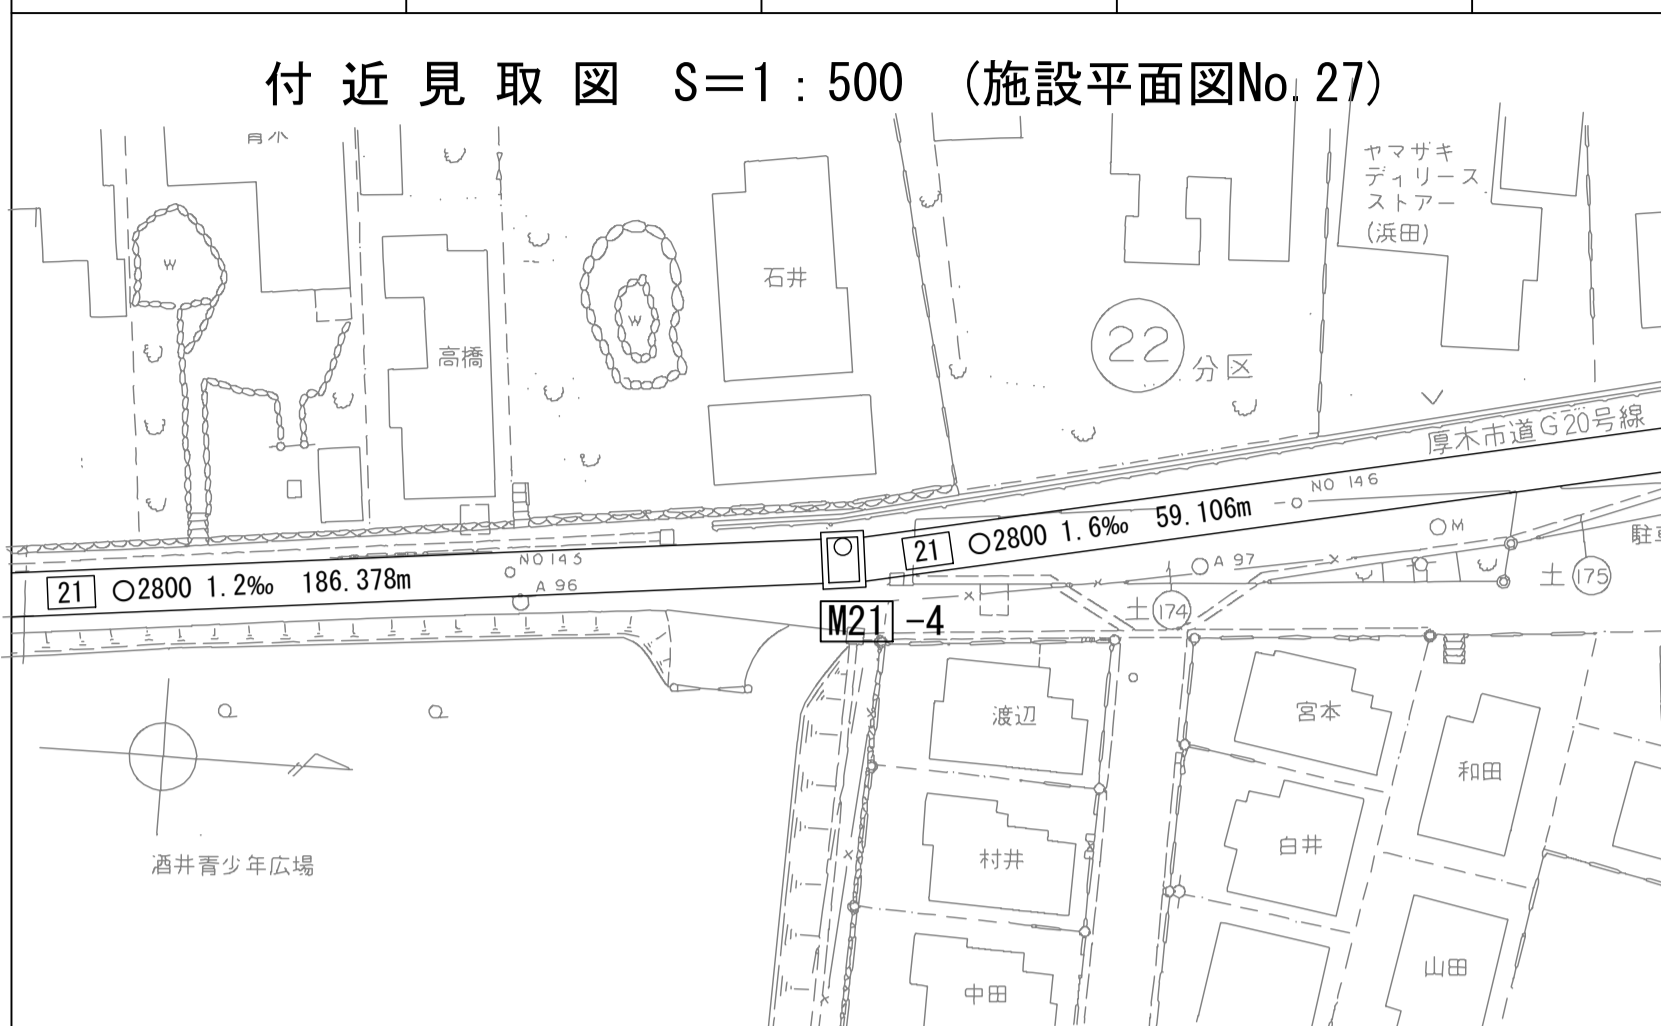 付近見取図 S=1:500 (施設平面図No.27)
青木
ヤマザキ
ディリース
ストアー
(浜田)
石井
高橋
22 分区
厚木市道G20号線
NO 146
21 ○2800 1.6‰ 59.106m
M
NO 145
A 96
21 ○2800 1.2‰ 186.378m
A 97
土 175
土 174
M21 -4
渡辺
宮本
和田
村井
白井
酒井青少年広場
中田
山田